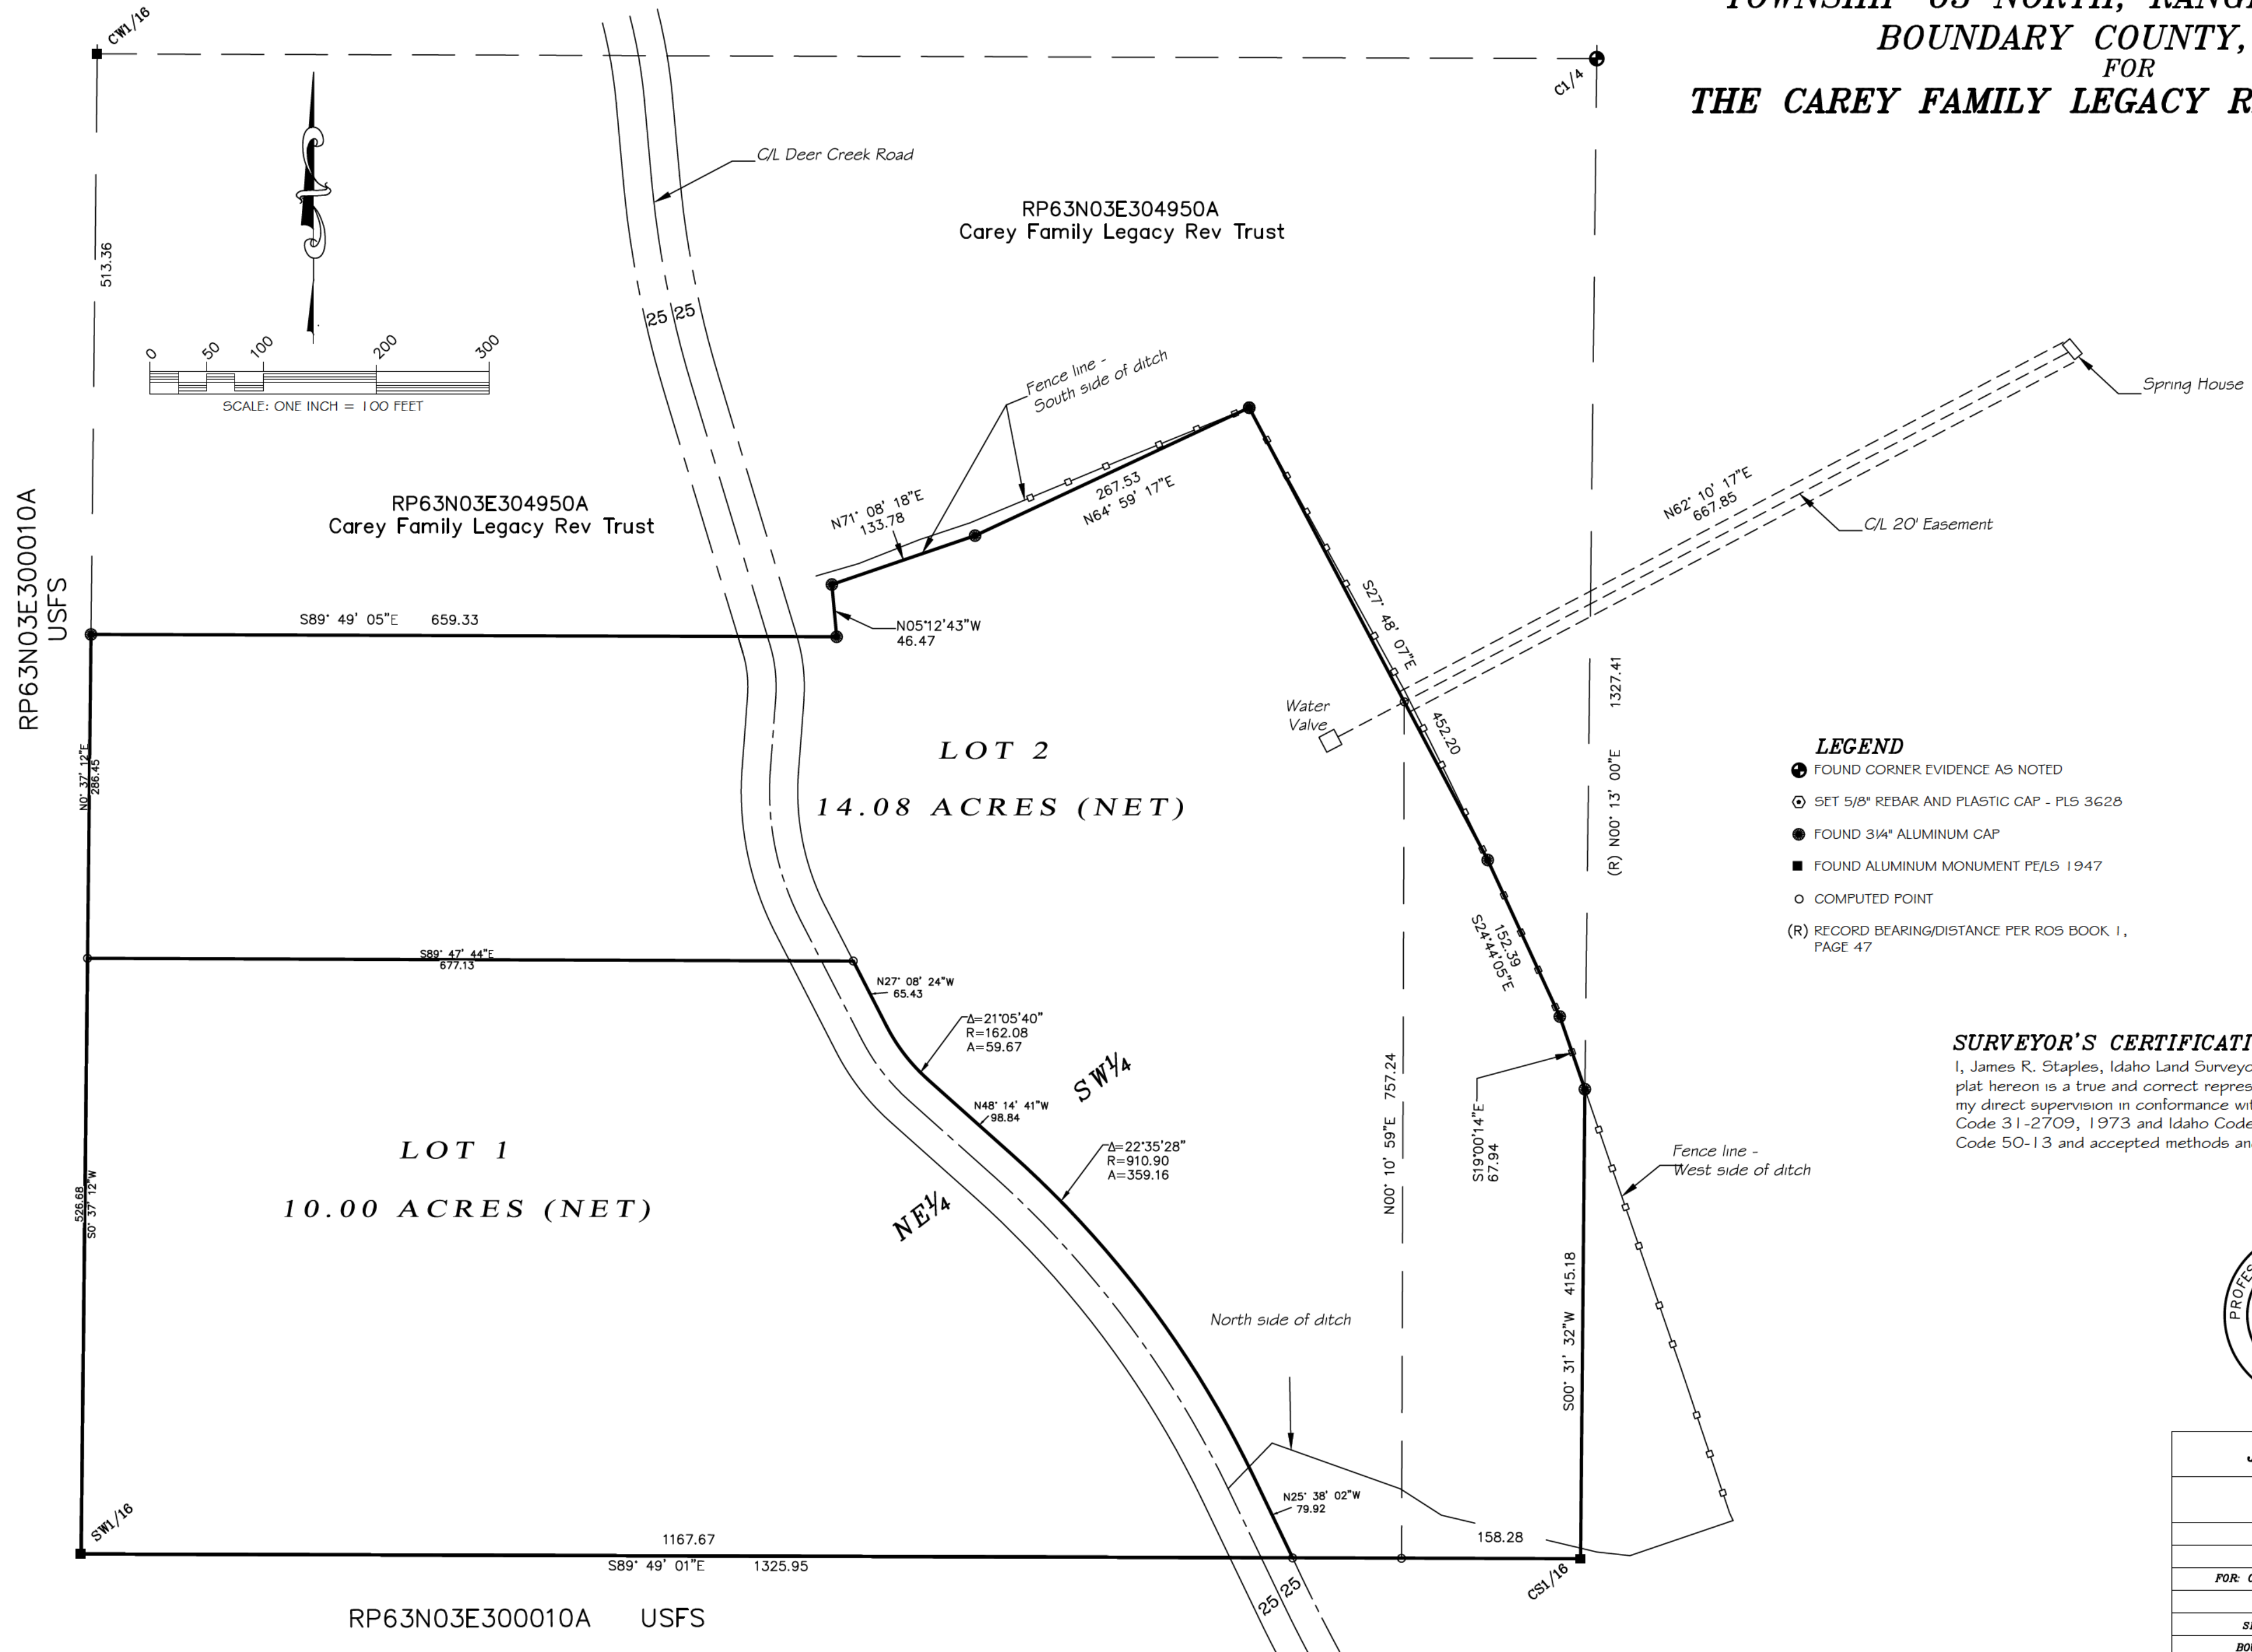 TOWNSHIP 63 NORTH,
BOUNDARY COUNTY,
FOR
THE CAREY FAMILY LEGACY
CW1/16
C1/4
C/L Deer Creek Road
RP63N03E304950A
Carey Family Legacy Rev Trust
513.36
0 50 100 200 300
SCALE: ONE INCH = 100 FEET
25 25
Fence line -
South side of ditch
Spring House
N62° 10' 17"E
667.85
C/L 20' Easement
RP63N03E304950A
Carey Family Legacy Rev Trust
N71° 08' 18"E
133.78
267.53
N64° 59' 17"E
RP63N03E300010A
USFS
S89° 49' 05"E 659.33
N05°12'43"W
46.47
S27° 48' 07"E
452.20
Water
Valve
(R) N00° 13' 00"E 1327.41
N0° 37' 12"E
286.45
LOT 2
14.08 ACRES (NET)
LEGEND
FOUND CORNER EVIDENCE AS NOTED
SET 5/8" REBAR AND PLASTIC CAP - PLS 3628
FOUND 3¼" ALUMINUM CAP
FOUND ALUMINUM MONUMENT PE/LS 1947
COMPUTED POINT
(R) RECORD BEARING/DISTANCE PER ROS BOOK 1,
PAGE 47
S89° 47' 44"E
677.13
152.39
S24°44'05"E
N27° 08' 24"W
65.43
Δ=21°05'40"
R=162.08
A=59.67
SW¼
N48° 14' 41"W
98.84
Δ=22°35'28"
R=910.90
A=359.16
NE¼
N00° 10' 59"E 757.24
S19°00'14"E
67.94
SURVEYOR'S
I, James R. Staples, Idaho Land
plat hereon is a true and correct
my direct supervision in conformance
Code 31-2709, 1973 and Idaho Code
Code 50-13 and accepted methods
Fence line -
West side of ditch
LOT 1
10.00 ACRES (NET)
526.68
S0° 37' 12"W
S00° 31' 32"W 415.18
North side of ditch
N25° 38' 02"W
79.92
SW1/16
1167.67
158.28
S89° 49' 01"E 1325.95
CS1/16
25 25
RP63N03E300010A USFS
FOR: